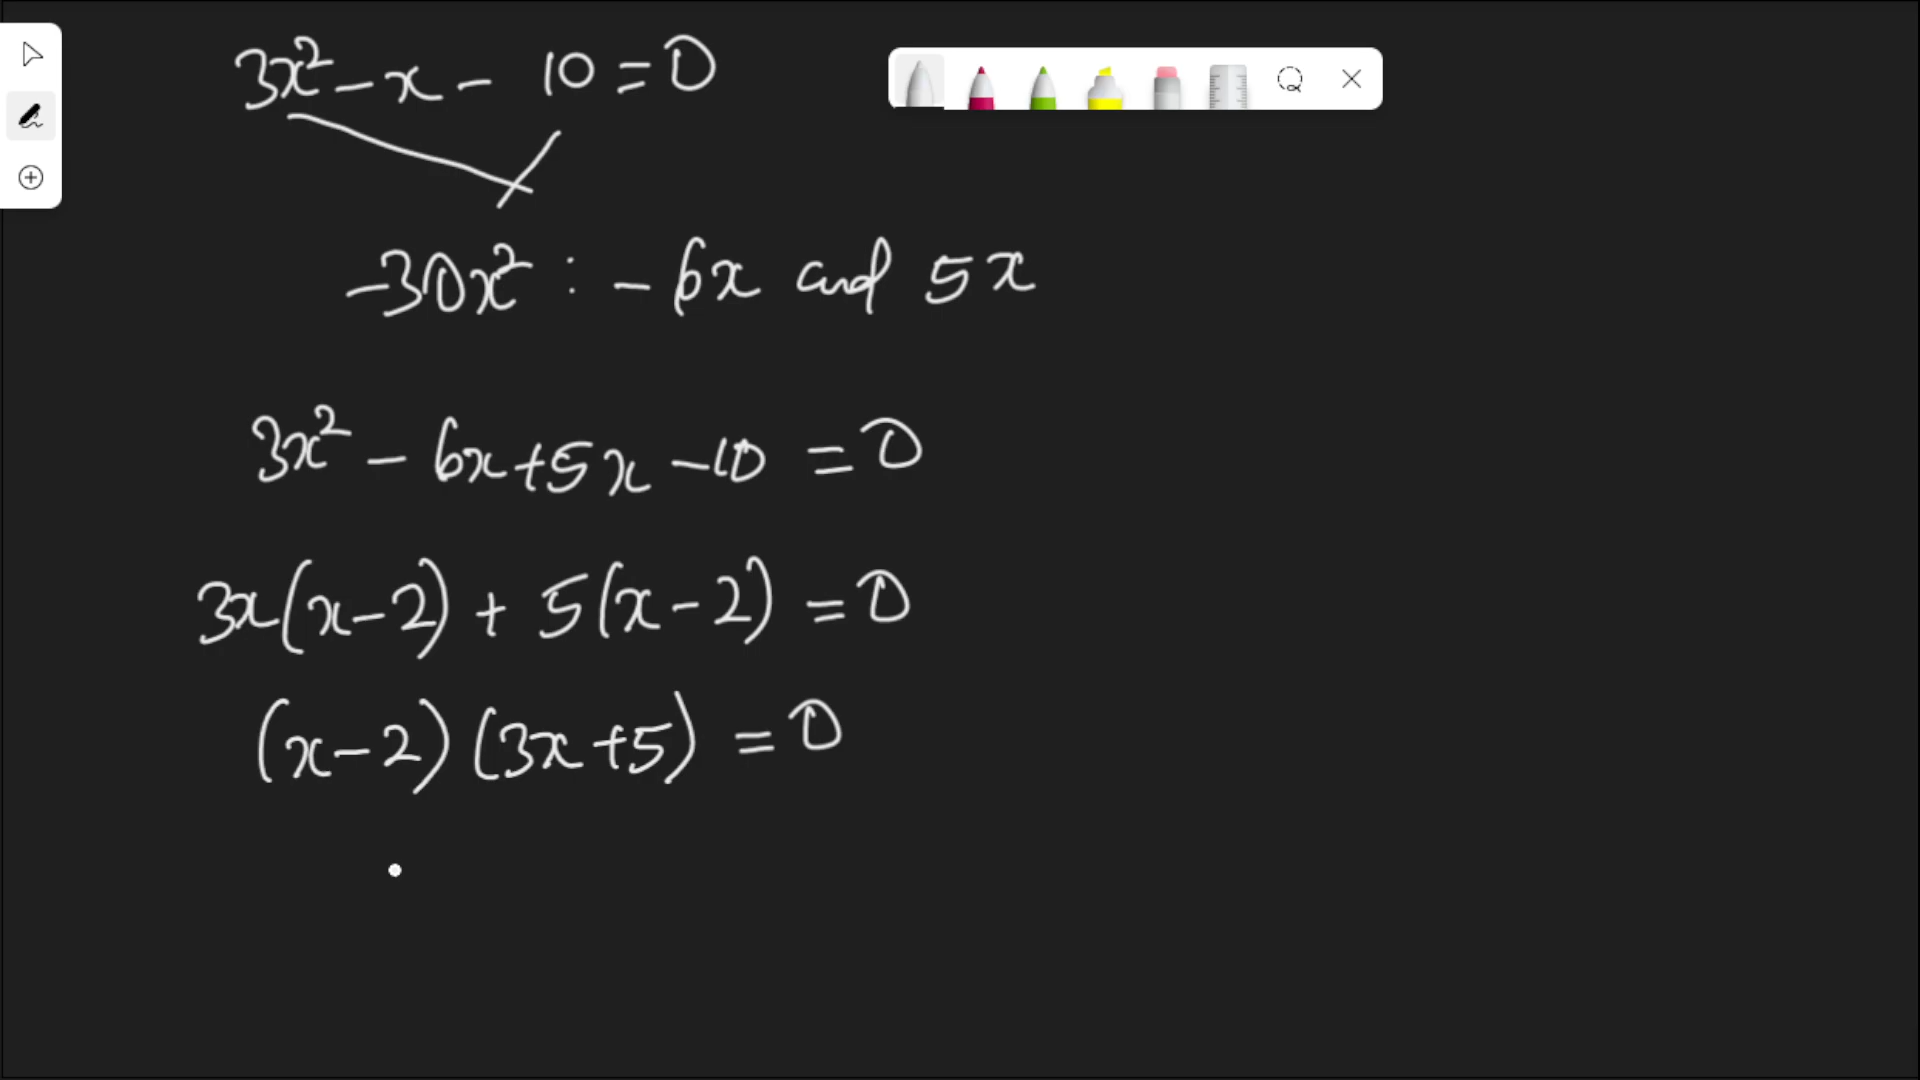 3x² - x - 10 = 0
-30x² : -6x and 5x
3x² - 6x + 5x - 10 = 0
3x(x-2) + 5(x-2) = 0
(x-2)(3x+5) = 0